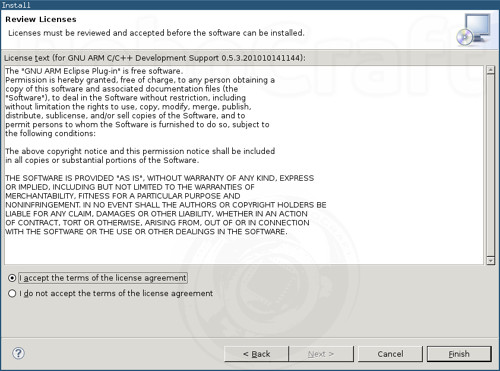 Install
Review Licenses
Licenses must be reviewed and accepted before the software can be installed.
License text (for GNU ARM C/C++ Development Support 0.5.3.201010141144):
The "GNU ARM Eclipse Plug-in" is free software.
Permission is hereby granted, free of charge, to any person obtaining a
copy of this software and associated documentation files (the
"Software"), to deal in the Software without restriction, including
without limitation the rights to use, copy, modify, merge, publish,
distribute, sublicense, and/or sell copies of the Software, and to
permit persons to whom the Software is furnished to do so, subject to
the following conditions:
The above copyright notice and this permission notice shall be included
in all copies or substantial portions of the Software.
THE SOFTWARE IS PROVIDED "AS IS", WITHOUT WARRANTY OF ANY KIND, EXPRESS
OR IMPLIED, INCLUDING BUT NOT LIMITED TO THE WARRANTIES OF
MERCHANTABILITY, FITNESS FOR A PARTICULAR PURPOSE AND
NONINFRINGEMENT. IN NO EVENT SHALL THE AUTHORS OR COPYRIGHT HOLDERS BE
LIABLE FOR ANY CLAIM, DAMAGES OR OTHER LIABILITY, WHETHER IN AN ACTION
OF CONTRACT, TORT OR OTHERWISE, ARISING FROM, OUT OF OR IN CONNECTION
WITH THE SOFTWARE OR THE USE OR OTHER DEALINGS IN THE SOFTWARE.
I accept the terms of the license agreement
I do not accept the terms of the license agreement
?
< Back
Next >
Cancel
Finish